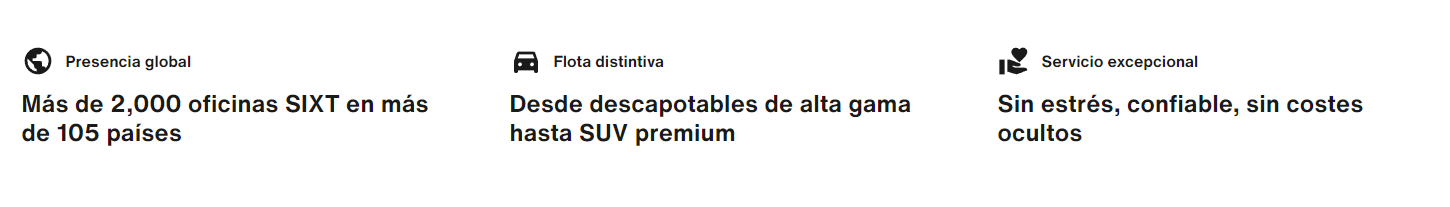 Presencia global
Más de 2,000 oficinas SIXT en más
de 105 países
Flota distintiva
Desde descapotables de alta gama
hasta SUV premium
Servicio excepcional
Sin estrés, confiable, sin costes
ocultos